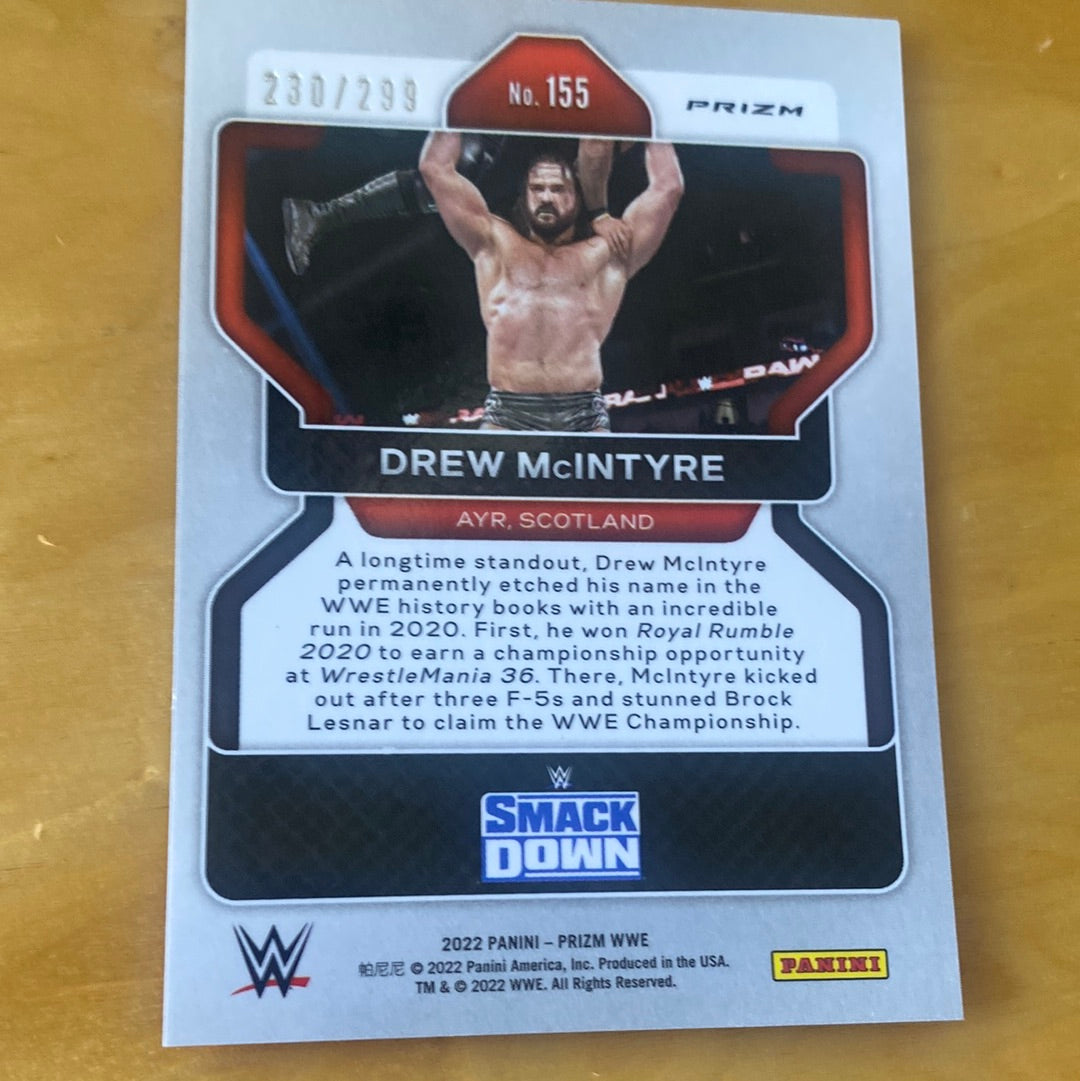 230/299
No. 155
PRIZM
RAW
DREW McINTYRE
AYR, SCOTLAND
A longtime standout, Drew McIntyre
permanently etched his name in the
WWE history books with an incredible
run in 2020. First, he won Royal Rumble
2020 to earn a championship opportunity
at WrestleMania 36. There, McIntyre kicked
out after three F-5s and stunned Brock
Lesnar to claim the WWE Championship.
W
SMACK
DOWN
W
2022 PANINI – PRIZM WWE
帕尼尼 © 2022 Panini America, Inc. Produced in the USA.
TM & © 2022 WWE. All Rights Reserved.
PANINI